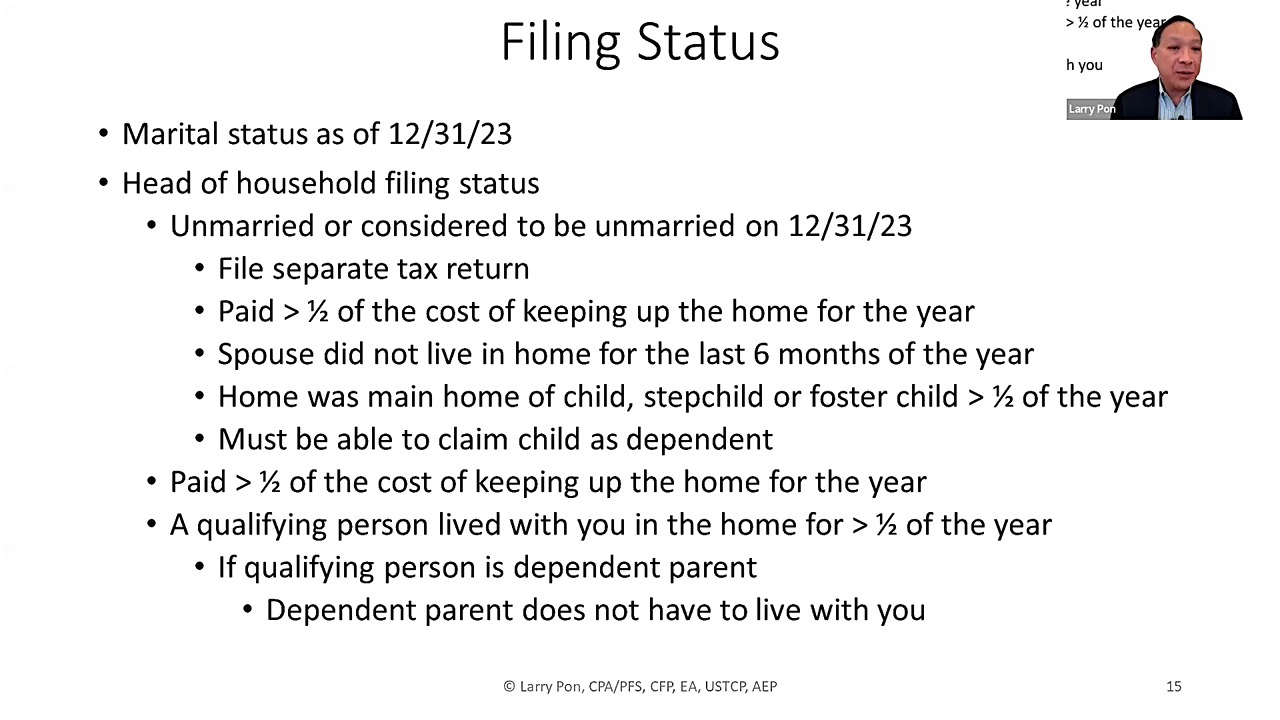 Filing Status
? year
> ½ of the year
h you
Larry Pon
• Marital status as of 12/31/23
• Head of household filing status
• Unmarried or considered to be unmarried on 12/31/23
• File separate tax return
• Paid > ½ of the cost of keeping up the home for the year
• Spouse did not live in home for the last 6 months of the year
• Home was main home of child, stepchild or foster child > ½ of the year
• Must be able to claim child as dependent
• Paid > ½ of the cost of keeping up the home for the year
• A qualifying person lived with you in the home for > ½ of the year
• If qualifying person is dependent parent
• Dependent parent does not have to live with you
© Larry Pon, CPA/PFS, CFP, EA, USTCP, AEP
15